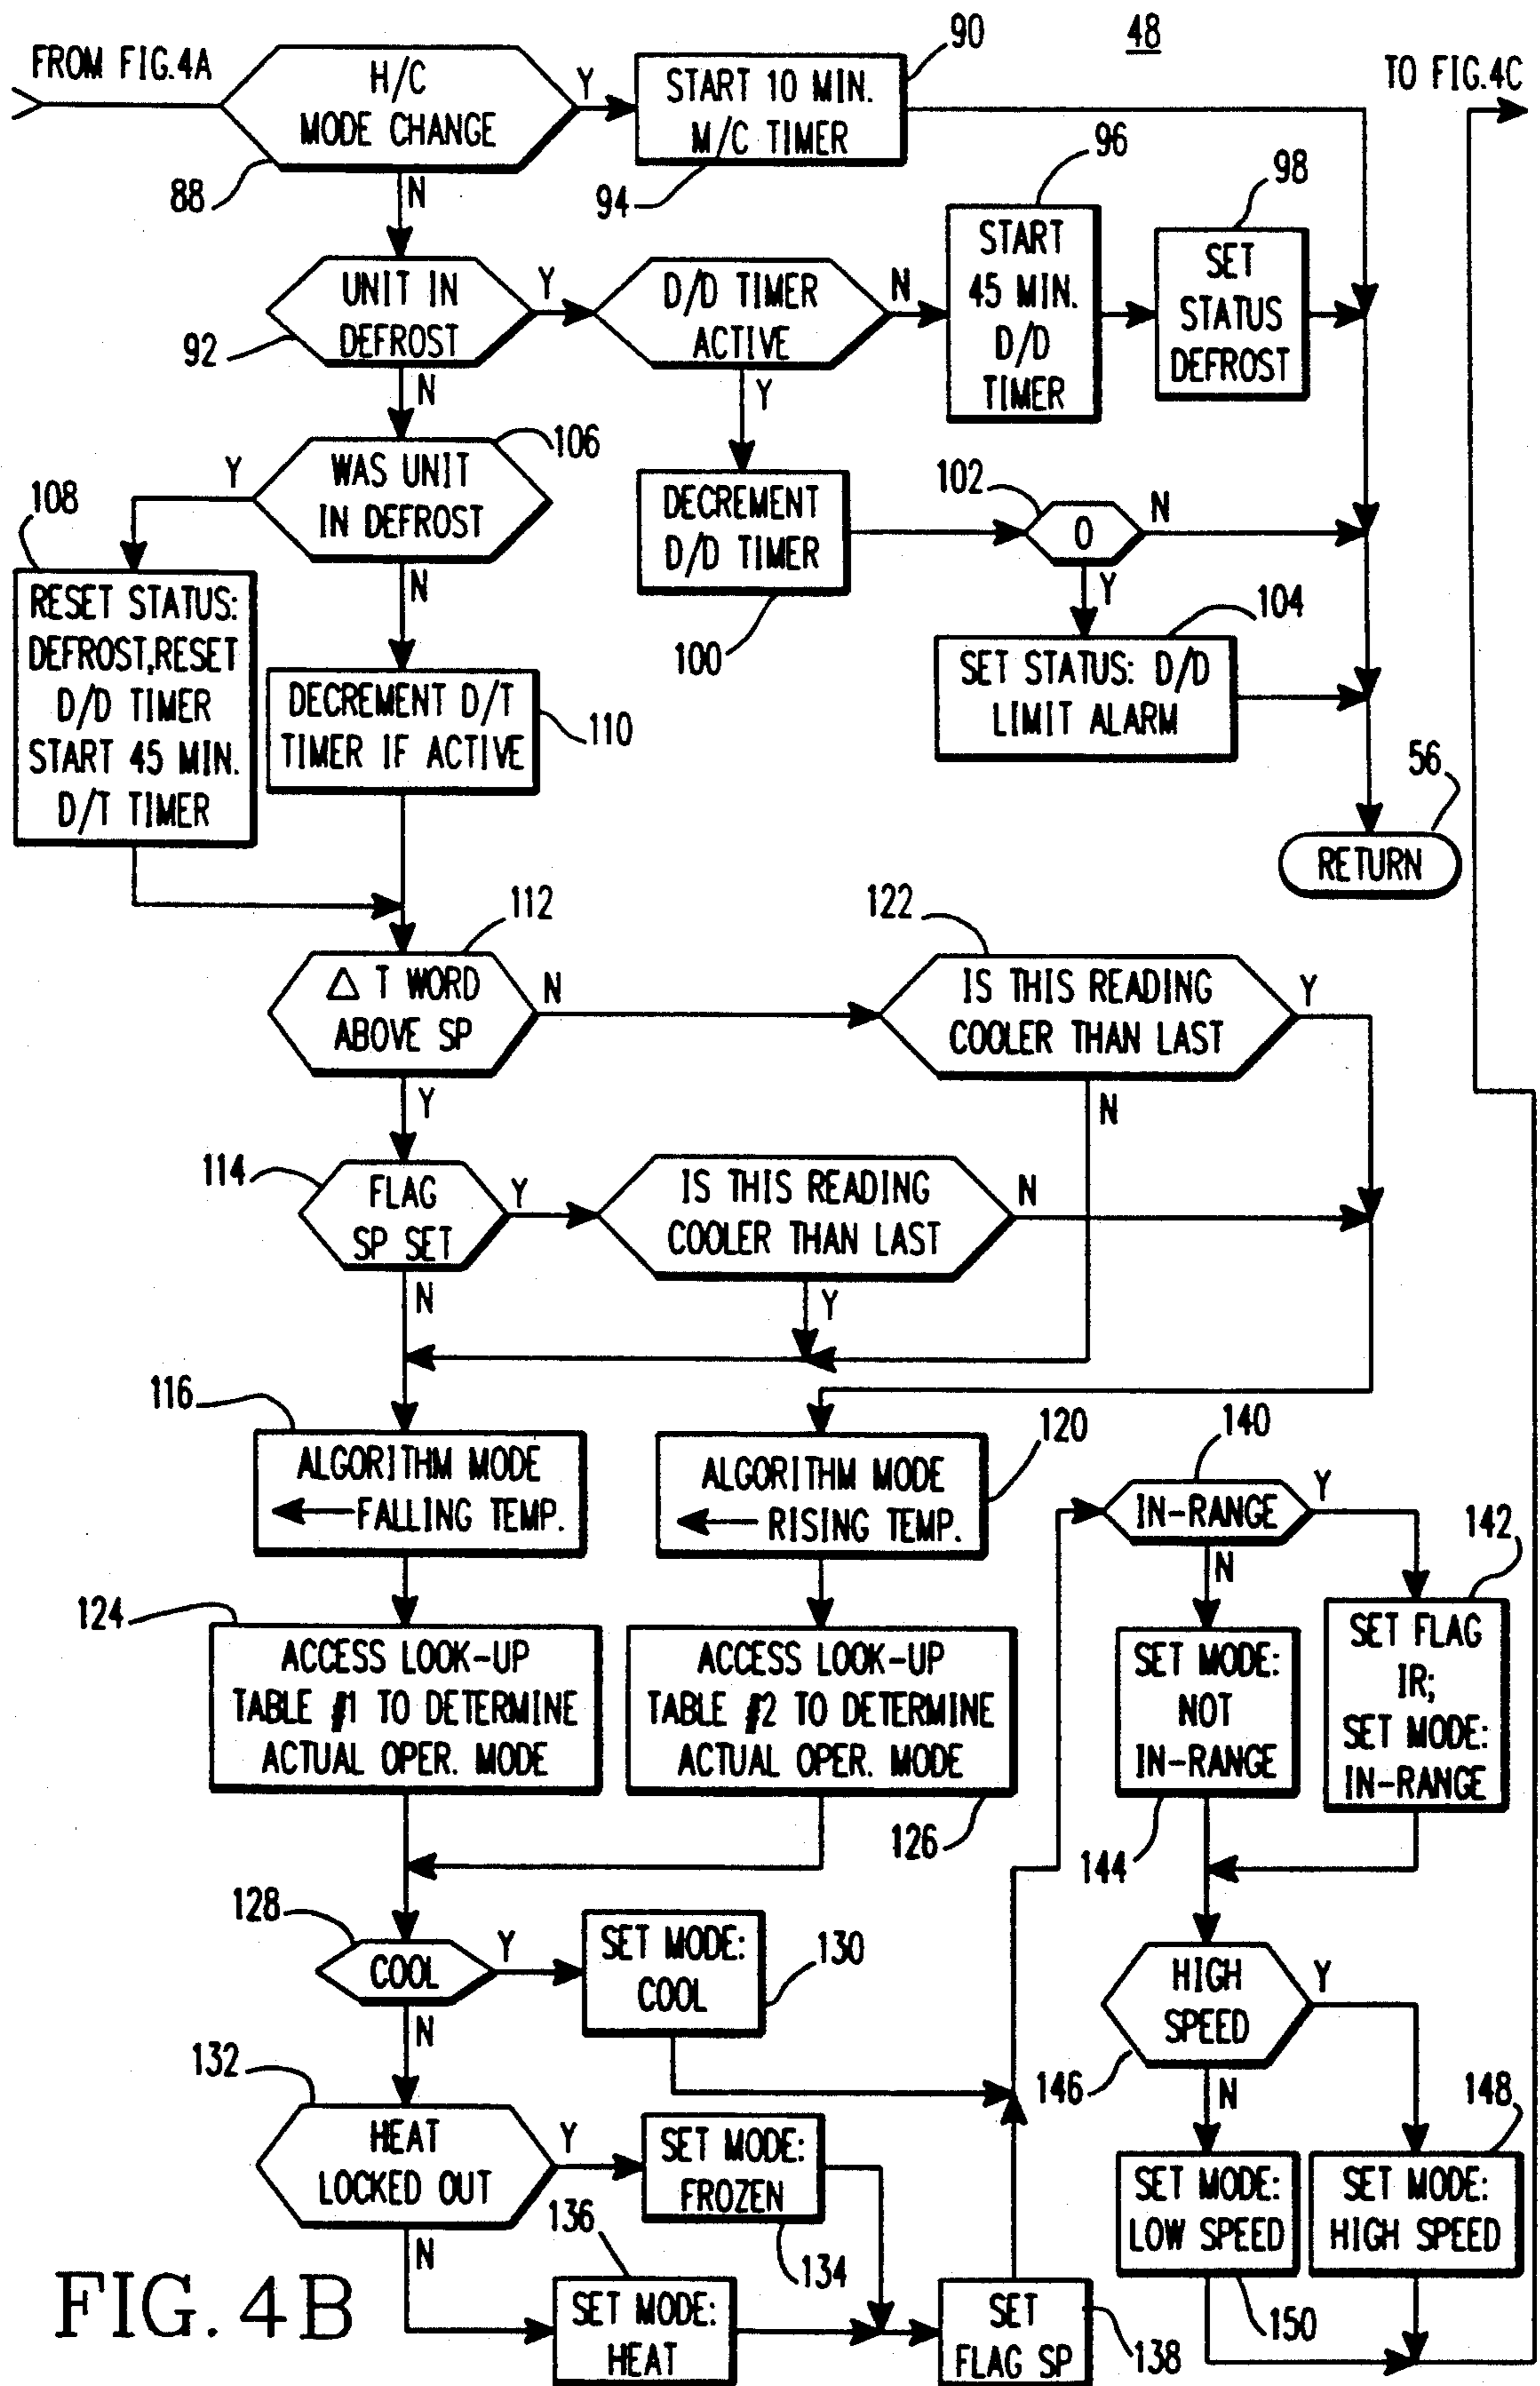 48
FROM FIG.4A
TO FIG.4C
H/C
MODE CHANGE
88
Y
N
START 10 MIN.
M/C TIMER
90
94
UNIT IN
DEFROST
92
Y
N
D/D TIMER
ACTIVE
N
Y
START
45 MIN.
D/D
TIMER
96
SET
STATUS
DEFROST
98
WAS UNIT
IN DEFROST
106
Y
N
DECREMENT
D/D TIMER
100
0
102
N
Y
SET STATUS: D/D
LIMIT ALARM
104
108
RESET STATUS:
DEFROST,RESET
D/D TIMER
START 45 MIN.
D/T TIMER
DECREMENT D/T
TIMER IF ACTIVE
110
56
RETURN
△ T WORD
ABOVE SP
112
N
Y
IS THIS READING
COOLER THAN LAST
122
Y
N
114
FLAG
SP SET
Y
N
IS THIS READING
COOLER THAN LAST
N
Y
116
ALGORITHM MODE
←FALLING TEMP.
120
ALGORITHM MODE
← RISING TEMP.
124
ACCESS LOOK-UP
TABLE #1 TO DETERMINE
ACTUAL OPER. MODE
ACCESS LOOK-UP
TABLE #2 TO DETERMINE
ACTUAL OPER. MODE
126
128
COOL
Y
N
SET MODE:
COOL
130
132
HEAT
LOCKED OUT
Y
N
SET MODE:
FROZEN
134
136
SET MODE:
HEAT
SET
FLAG SP
138
140
IN-RANGE
Y
N
142
SET FLAG
IR;
SET MODE:
IN-RANGE
SET MODE:
NOT
IN-RANGE
144
HIGH
SPEED
146
Y
N
148
SET MODE:
LOW SPEED
150
SET MODE:
HIGH SPEED
FIG. 4B